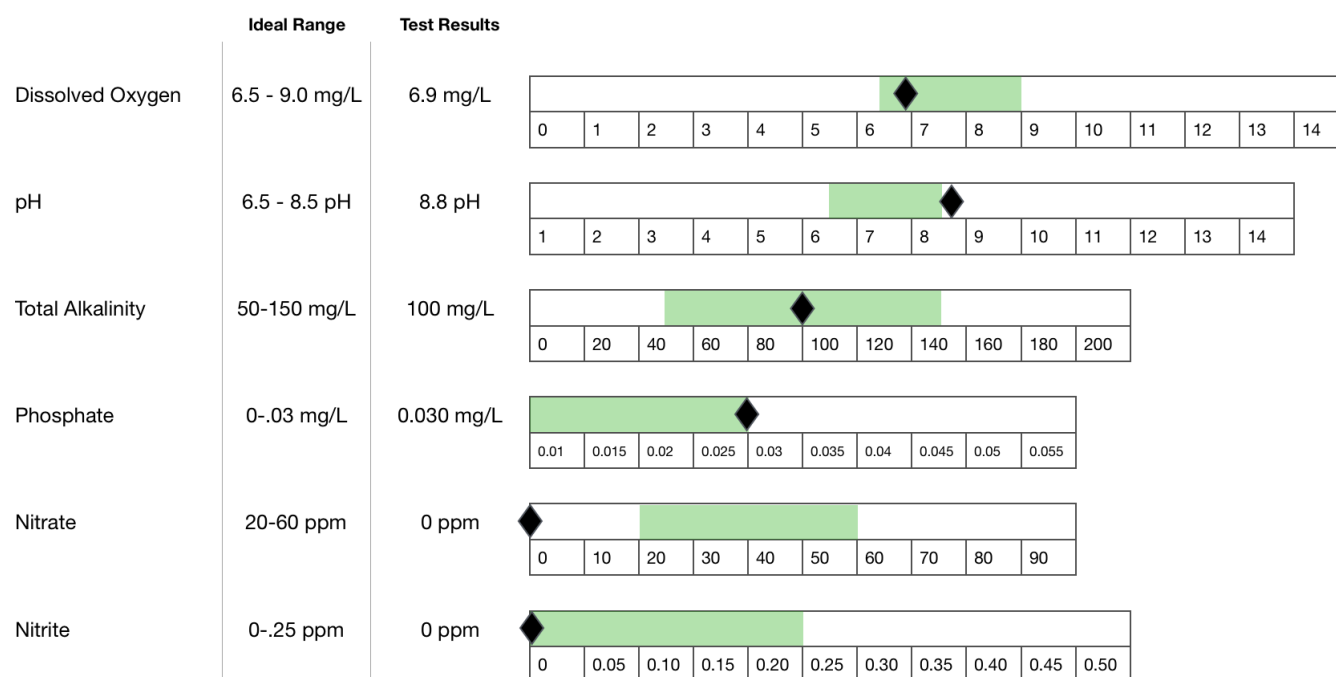 Ideal Range Test Results
Dissolved Oxygen 6.5 - 9.0 mg/L 6.9 mg/L
0 1 2 3 4 5 6 7 8 9 10 11 12 13 14
pH 6.5 - 8.5 pH 8.8 pH
1 2 3 4 5 6 7 8 9 10 11 12 13 14
Total Alkalinity 50-150 mg/L 100 mg/L
0 20 40 60 80 100 120 140 160 180 200
Phosphate 0-.03 mg/L 0.030 mg/L
0.01 0.015 0.02 0.025 0.03 0.035 0.04 0.045 0.05 0.055
Nitrate 20-60 ppm 0 ppm
0 10 20 30 40 50 60 70 80 90
Nitrite 0-.25 ppm 0 ppm
0 0.05 0.10 0.15 0.20 0.25 0.30 0.35 0.40 0.45 0.50